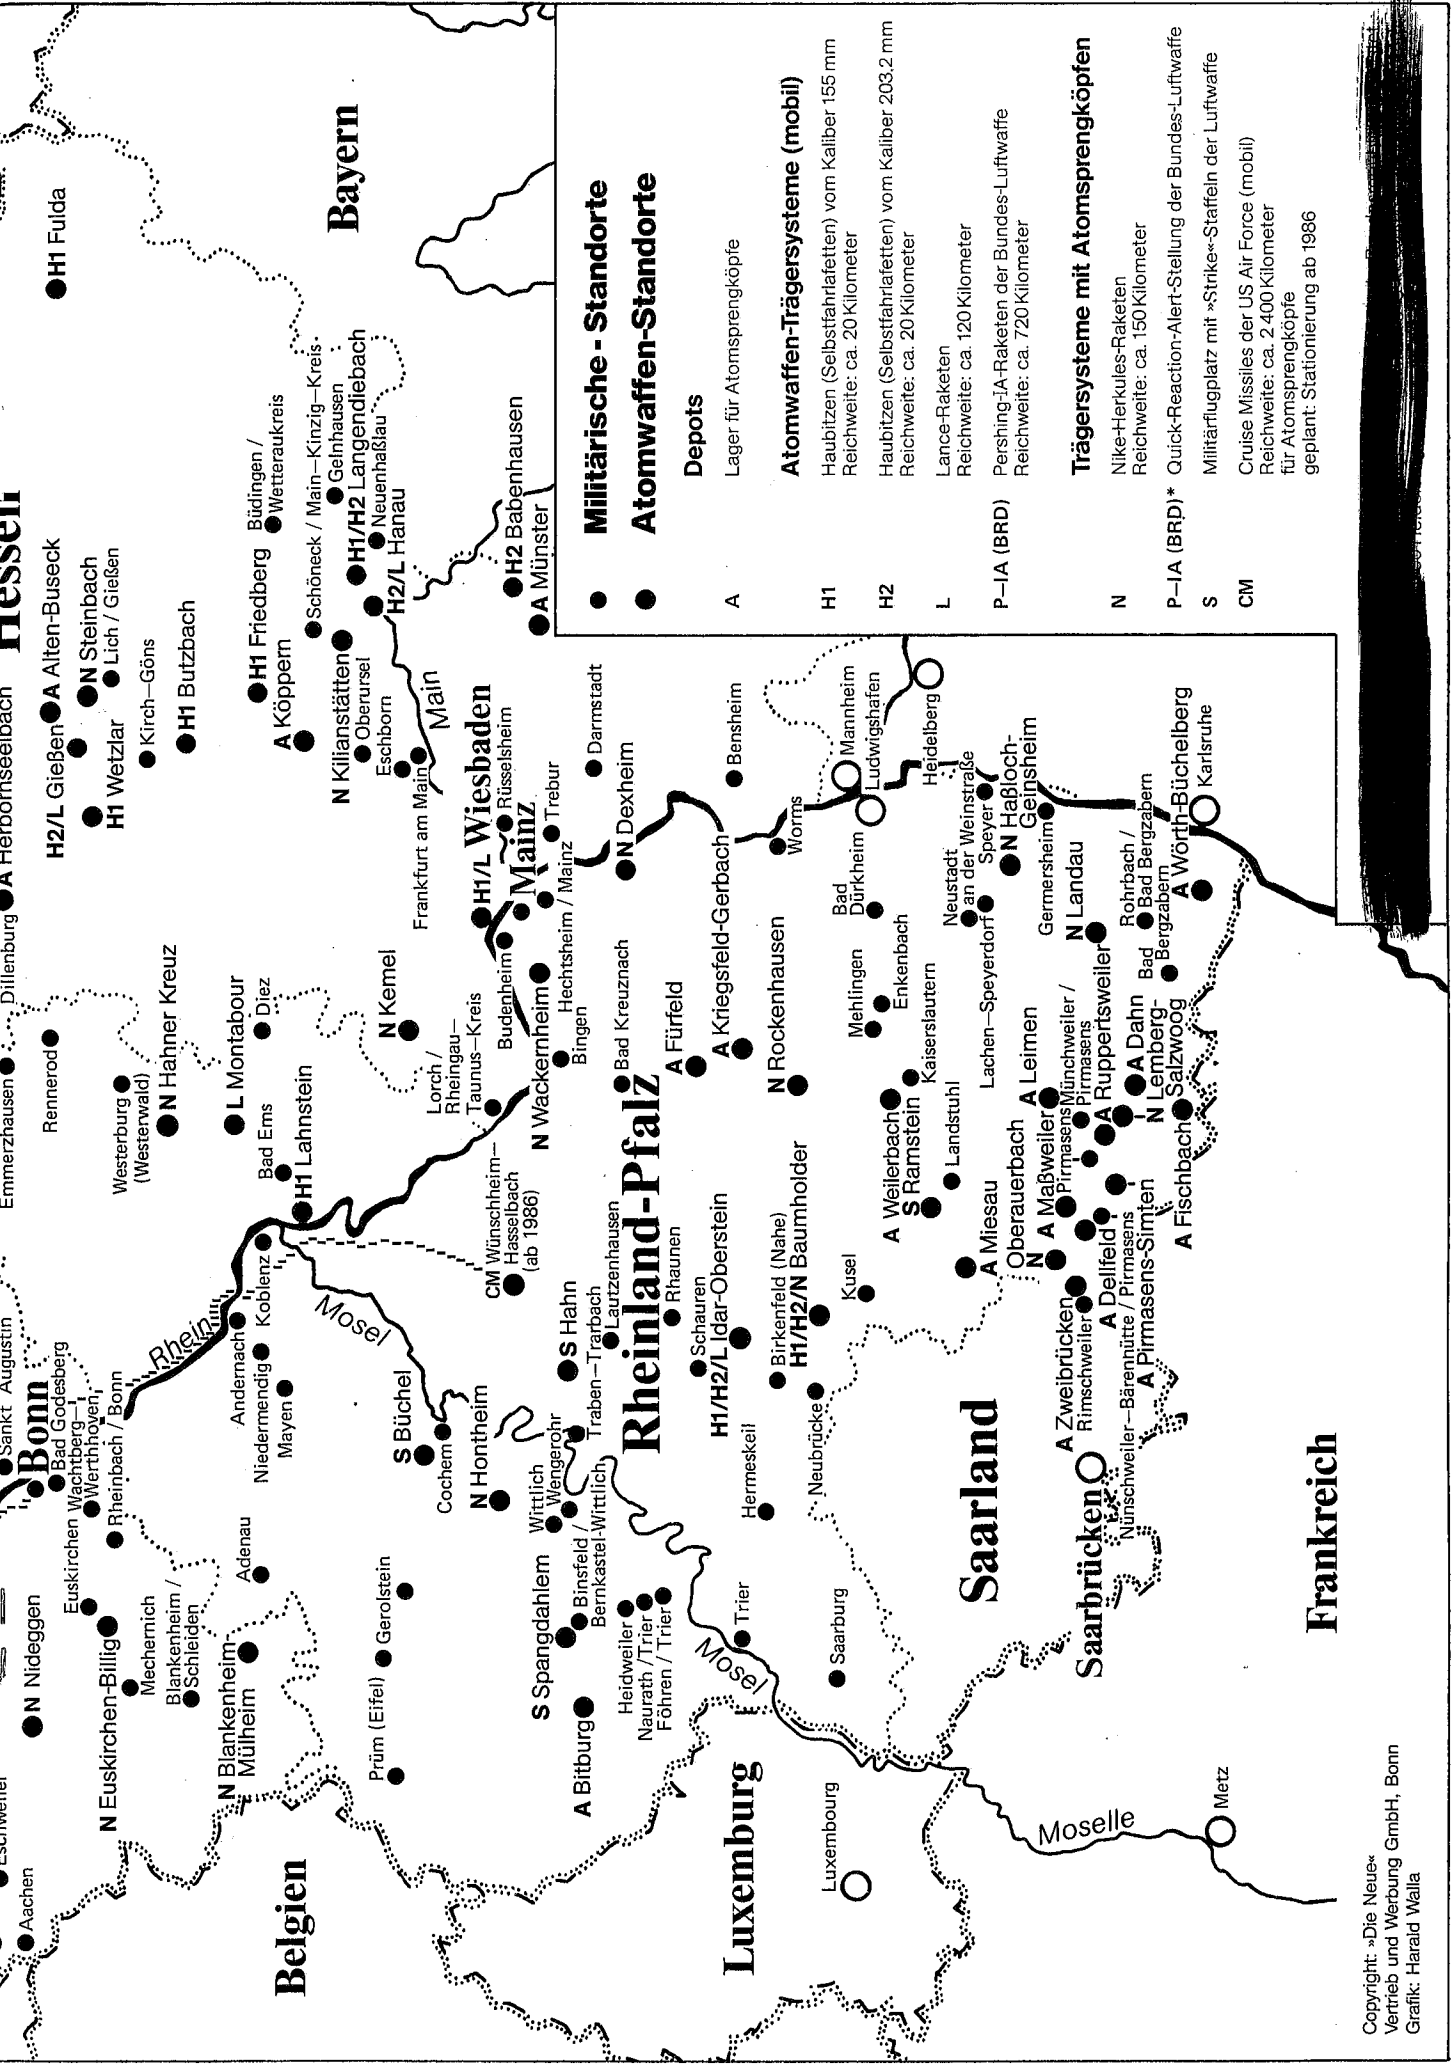 Hessen
Emmerzhausen
Dillenburg
A Herbornseelbach
Sankt Augustin
Eschweiler
Aachen
N Nideggen
Bonn
Bad Godesberg
Euskirchen Wachtberg–
Werthhoven
Rheinbach / Bonn
Rennerod
H2/L Gießen
A Alten-Buseck
H1 Fulda
N Steinbach
Lich / Gießen
H1 Wetzlar
Kirch–Göns
H1 Butzbach
N Euskirchen-Billig
Mechernich
Blankenheim /
Schleiden
Westerburg
(Westerwald)
N Hahner Kreuz
Rhein
N Blankenheim-
Mülheim
Adenau
Andernach
Niedermendig
Koblenz
Mayen
L Montabour
Diez
Bad Ems
H1 Lahnstein
H1 Friedberg
Büdingen /
Wetteraukreis
A Köppern
Schöneck / Main–Kinzig–Kreis
Gelnhausen
H1/H2 Langendiebach
Neuenhaßlau
H2/L Hanau
N Kilianstätten
Oberursel
Eschborn
Frankfurt am Main
Main
Bayern
Belgien
Mosel
Prüm (Eifel)
Gerolstein
S Büchel
Cochem
N Hontheim
N Kemel
Lorch /
Rheingau–
Taunus–Kreis
H1/L Wiesbaden
Rüsselsheim
Mainz
Trebur
Budenheim
N Wackernheim
Hechtsheim / Mainz
Bingen
H2 Babenhausen
A Münster
CM Wünschheim–
Hasselbach
(ab 1986)
S Hahn
Traben–Trarbach
Lautzenhausen
Wittlich
Wengerohr
S Spangdahlem
Binsfeld /
Bernkastel-Wittlich
A Bitburg
Heidweiler
Naurath / Trier
Föhren / Trier
Darmstadt
N Dexheim
Bad Kreuznach
Rheinland-Pfalz
A Fürfeld
A Kriegsfeld-Gerbach
Rhaunen
Schauren
H1/H2/L Idar-Oberstein
Bensheim
Worms
N Rockenhausen
Birkenfeld (Nahe)
H1/H2/N Baumholder
Hermeskeil
Neubrücke
Trier
Mosel
Luxemburg
Luxembourg
Saarburg
Kusel
Mannheim
Ludwigshafen
Bad
Dürkheim
Mehlingen
Enkenbach
Kaiserslautern
A Weilerbach
S Ramstein
Landstuhl
Heidelberg
Neustadt
an der Weinstraße
Speyer
Lachen–Speyerdorf
N Haßloch-
Geinsheim
Germersheim
N Landau
Saarland
A Miesau
Oberauerbach
N
A Leimen
A Maßweiler
Münchweiler /
Pirmasens
Pirmasens
A Ruppertsweiler
A Zweibrücken
Rimschweiler
A Dellfeld
Nünschweiler–Bärennütte / Pirmasens
A Pirmasens-Simten
Saarbrücken
Rohrbach /
Bad Bergzabern
Bad
Bergzabern
A Wörth-Büchelberg
Karlsruhe
A Dahn
N Lemberg-
Salzwoog
A Fischbach
Moselle
Metz
Frankreich
Militärische - Standorte
Atomwaffen-Standorte
Depots
A Lager für Atomsprengköpfe
Atomwaffen-Trägersysteme (mobil)
H1 Haubitzen (Selbstfahrlafetten) vom Kaliber 155 mm
Reichweite: ca. 20 Kilometer
H2 Haubitzen (Selbstfahrlafetten) vom Kaliber 203,2 mm
Reichweite: ca. 20 Kilometer
L Lance-Raketen
Reichweite: ca. 120 Kilometer
P–IA (BRD) Pershing-IA-Raketen der Bundes-Luftwaffe
Reichweite: ca. 720 Kilometer
Trägersysteme mit Atomsprengköpfen
N Nike-Herkules-Raketen
Reichweite: ca. 150 Kilometer
P–IA (BRD)* Quick-Reaction-Alert-Stellung der Bundes-Luftwaffe
S Militärflugplatz mit »Strike«-Staffeln der Luftwaffe
CM Cruise Missiles der US Air Force (mobil)
Reichweite: ca. 2 400 Kilometer
für Atomsprengköpfe
geplant: Stationierung ab 1986
Copyright: »Die Neue«
Vertrieb und Werbung GmbH, Bonn
Grafik: Harald Walla